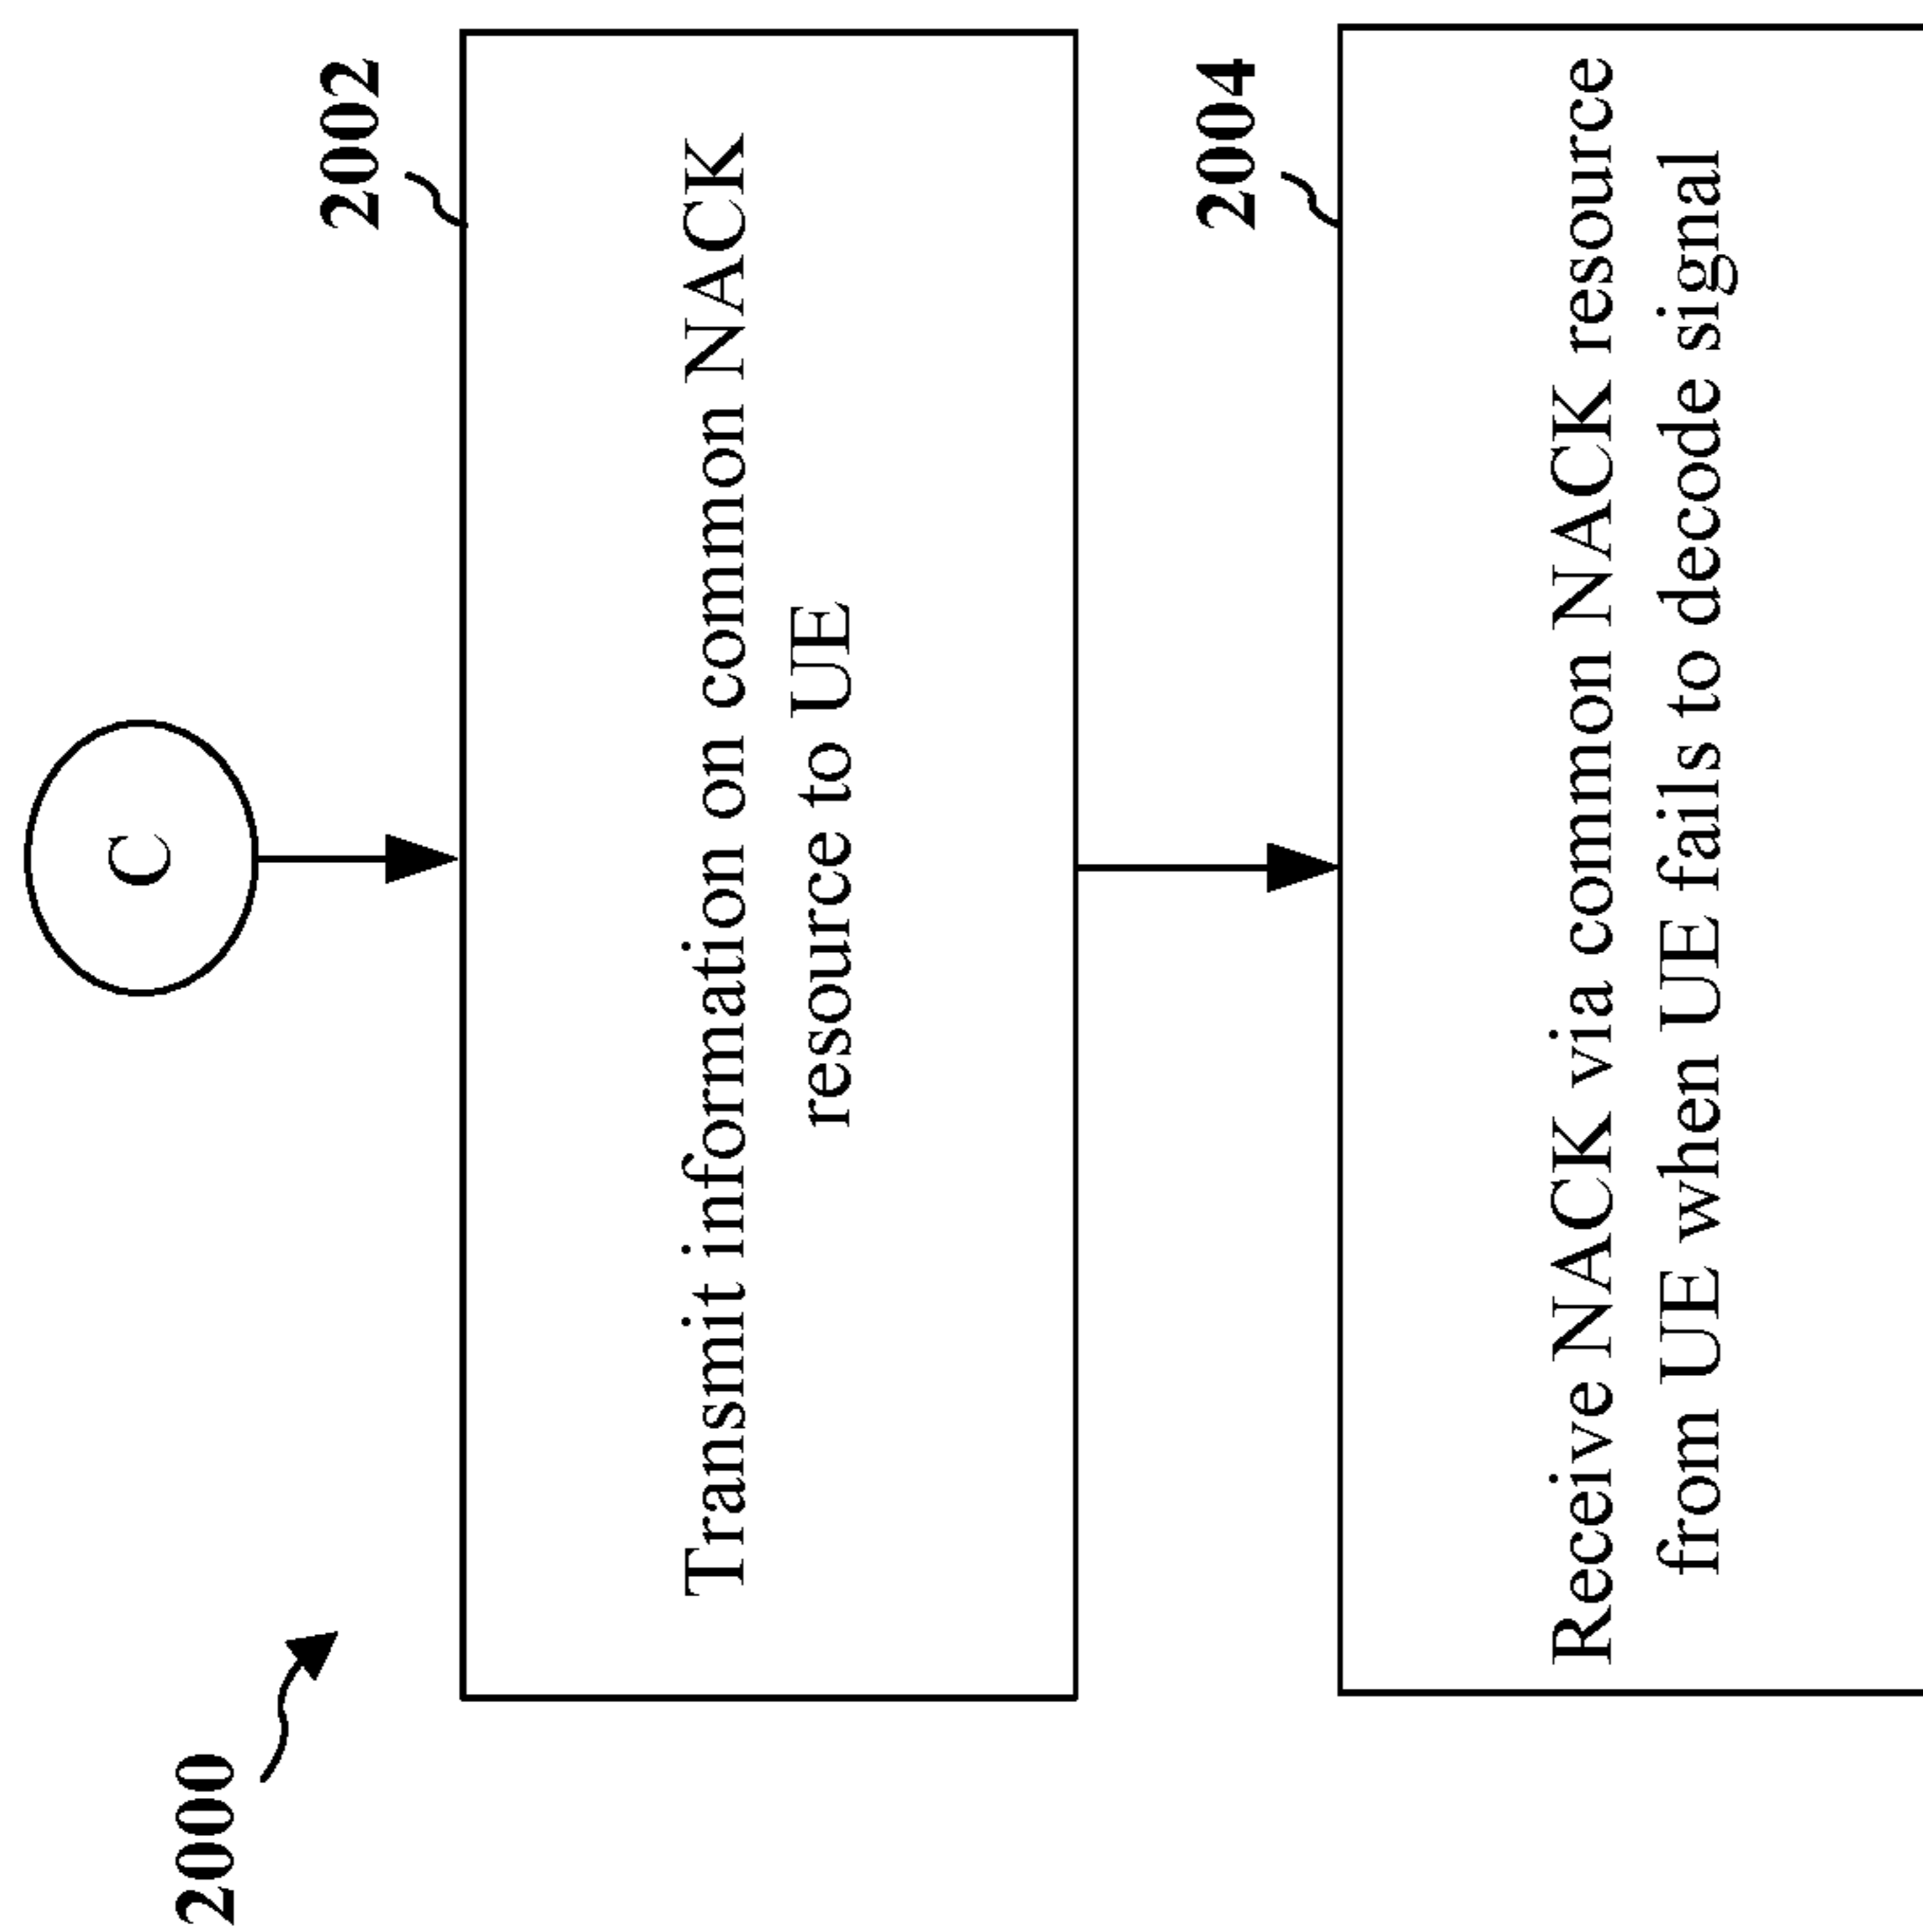 2000
C
2002
Transmit information on common NACK
resource to UE
2004
Receive NACK via common NACK resource
from UE when UE fails to decode signal